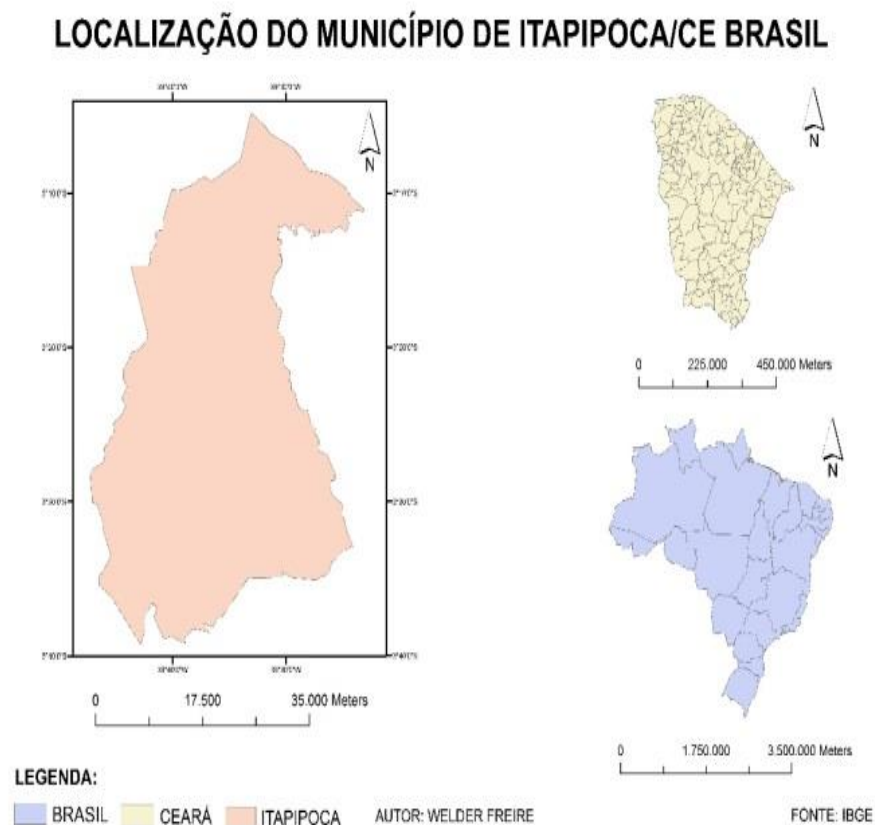 LOCALIZAÇÃO DO MUNICÍPIO DE ITAPIPOCA/CE BRASIL
N
N
0 225.000 450.000 Meters
N
0 17.500 35.000 Meters
0 1.750.000 3.500.000 Meters
LEGENDA:
BRASIL CEARÁ ITAPIPOCA AUTOR: WELDER FREIRE FONTE: IBGE